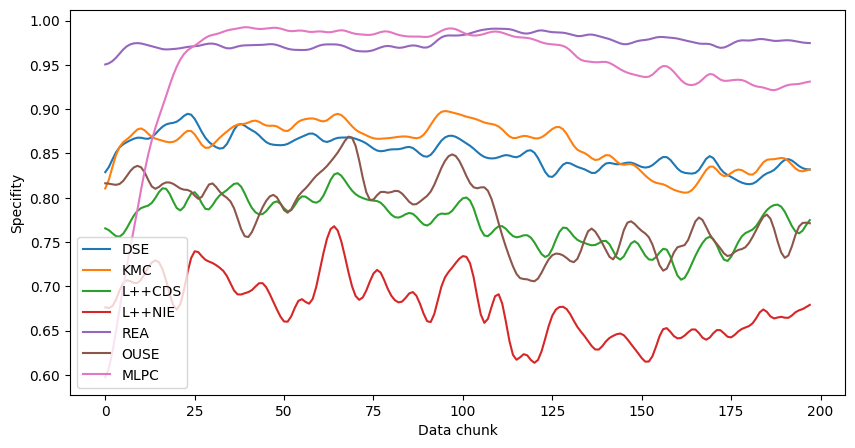 1.00
0.95
0.90
0.85
0.80
0.75
0.70
0.65
0.60
Specifity
DSE
KMC
L++CDS
L++NIE
REA
OUSE
MLPC
0 25 50 75 100 125 150 175 200
Data chunk